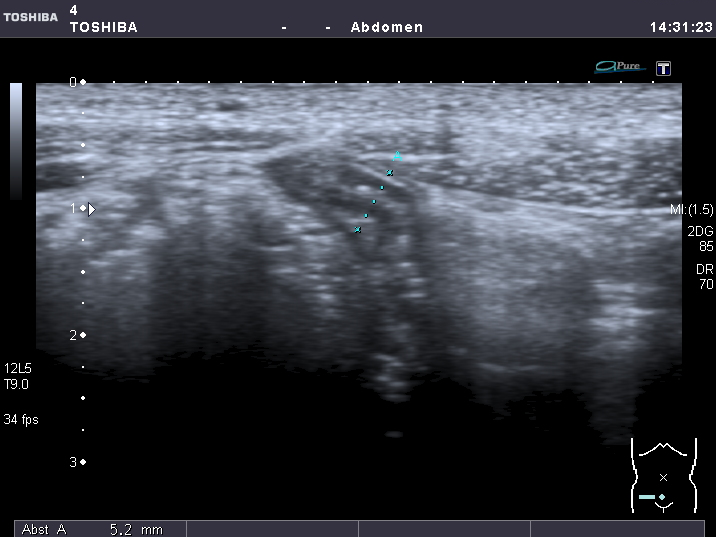 TOSHIBA
4
TOSHIBA - - Abdomen 14:31:23
aPure T
0
1
MI:(1.5)
2DG
85
DR
70
2
12L5
T9.0
34 fps
3
Abst A 5.2 mm